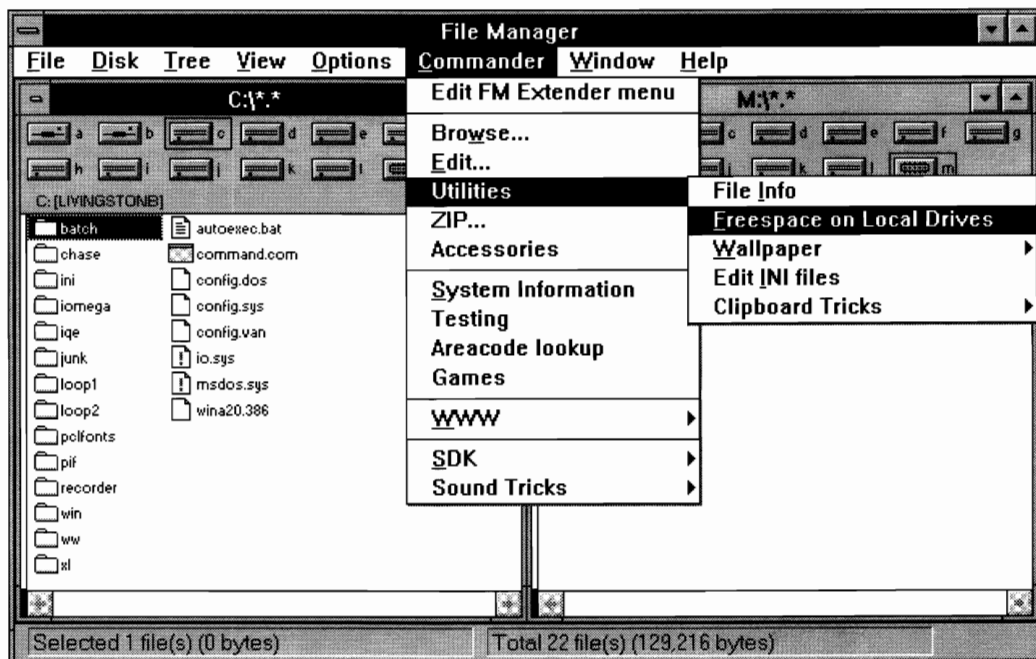 File Manager
File Disk Tree View Options Commander Window Help
C:\*.*
M:\*.*
a b c d e
h i j k l
c d e f g
j k l m
C: [LIVINGSTONB]
batch
chase
ini
iomega
iqe
junk
loop1
loop2
pclfonts
pif
recorder
win
ww
xl
autoexec.bat
command.com
config.dos
config.sys
config.van
io.sys
msdos.sys
wina20.386
Edit FM Extender menu
Browse...
Edit...
Utilities
ZIP...
Accessories
System Information
Testing
Areacode lookup
Games
WWW
SDK
Sound Tricks
File Info
Freespace on Local Drives
Wallpaper
Edit INI files
Clipboard Tricks
Selected 1 file(s) (0 bytes)
Total 22 file(s) (129,216 bytes)